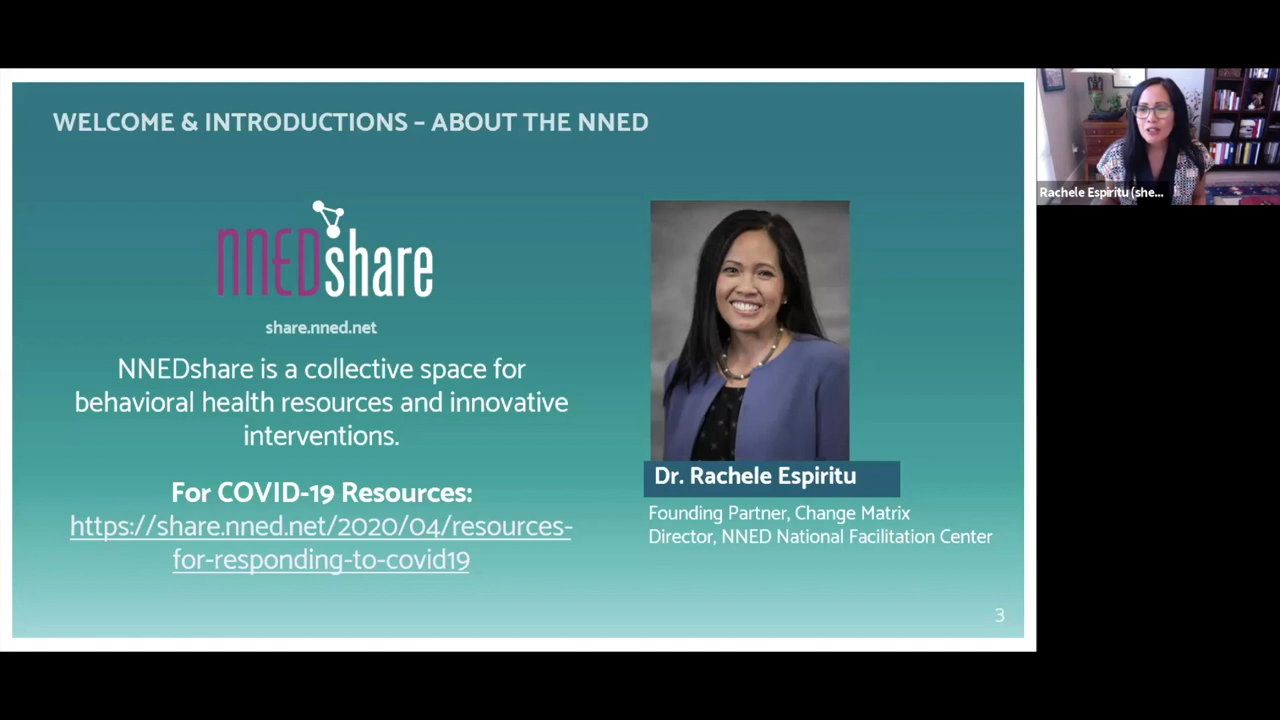 WELCOME & INTRODUCTIONS – ABOUT THE NNED
NNEDshare
share.nned.net
NNEDshare is a collective space for
behavioral health resources and innovative
interventions.
For COVID-19 Resources:
https://share.nned.net/2020/04/resources-
for-responding-to-covid19
Dr. Rachele Espiritu
Founding Partner, Change Matrix
Director, NNED National Facilitation Center
3
Rachele Espiritu (she...